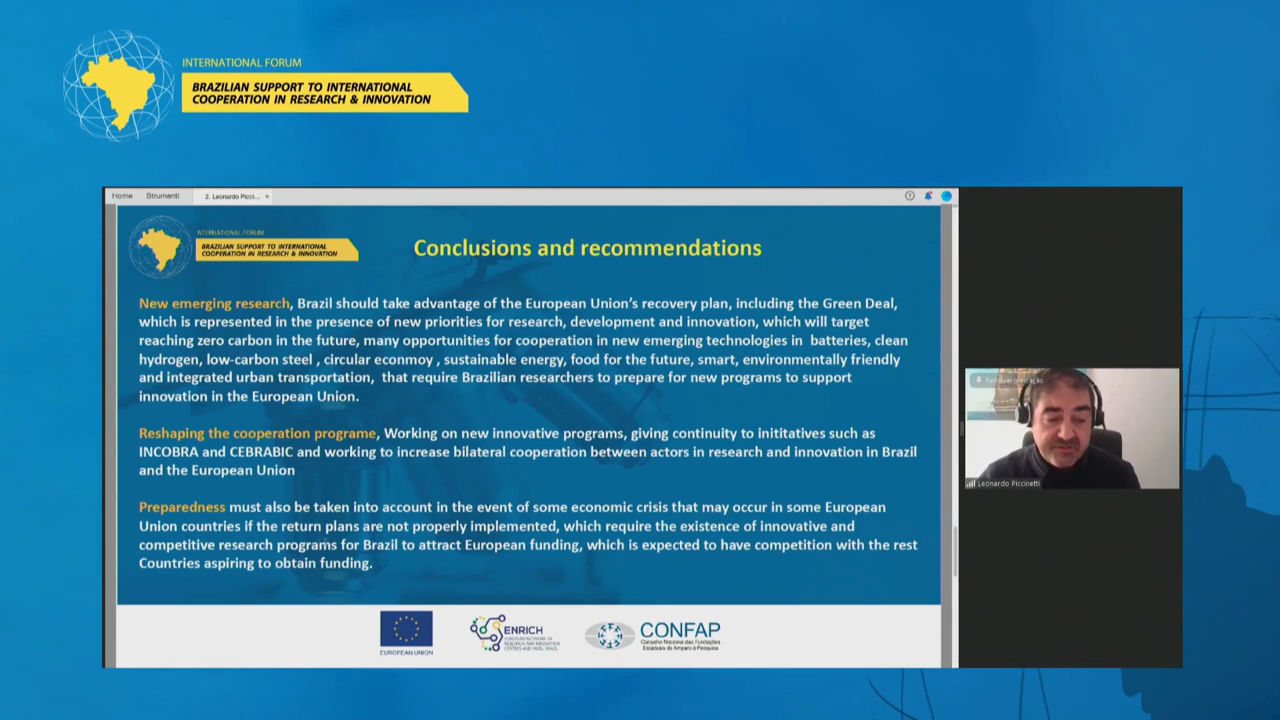 INTERNATIONAL FORUM
BRAZILIAN SUPPORT TO INTERNATIONAL
COOPERATION IN RESEARCH & INNOVATION
Home Strumenti 2. Leonardo Picci... ×
INTERNATIONAL FORUM
BRAZILIAN SUPPORT TO INTERNATIONAL
COOPERATION IN RESEARCH & INNOVATION
Conclusions and recommendations
New emerging research, Brazil should take advantage of the European Union's recovery plan, including the Green Deal,
which is represented in the presence of new priorities for research, development and innovation, which will target
reaching zero carbon in the future, many opportunities for cooperation in new emerging technologies in batteries, clean
hydrogen, low-carbon steel , circular econmoy , sustainable energy, food for the future, smart, environmentally friendly
and integrated urban transportation, that require Brazilian researchers to prepare for new programs to support
innovation in the European Union.
Reshaping the cooperation programe, Working on new innovative programs, giving continuity to inititatives such as
INCOBRA and CEBRABIC and working to increase bilateral cooperation between actors in research and innovation in Brazil
and the European Union
Preparedness must also be taken into account in the event of some economic crisis that may occur in some European
Union countries if the return plans are not properly implemented, which require the existence of innovative and
competitive research programs for Brazil to attract European funding, which is expected to have competition with the rest
Countries aspiring to obtain funding.
Leonardo Piccinetti
EUROPEAN UNION
ENRICH
EUROPEAN NETWORK OF
RESEARCH AND INNOVATION
CENTRES AND HUBS, BRAZIL
CONFAP
Conselho Nacional das Fundações
Estaduais de Amparo à Pesquisa